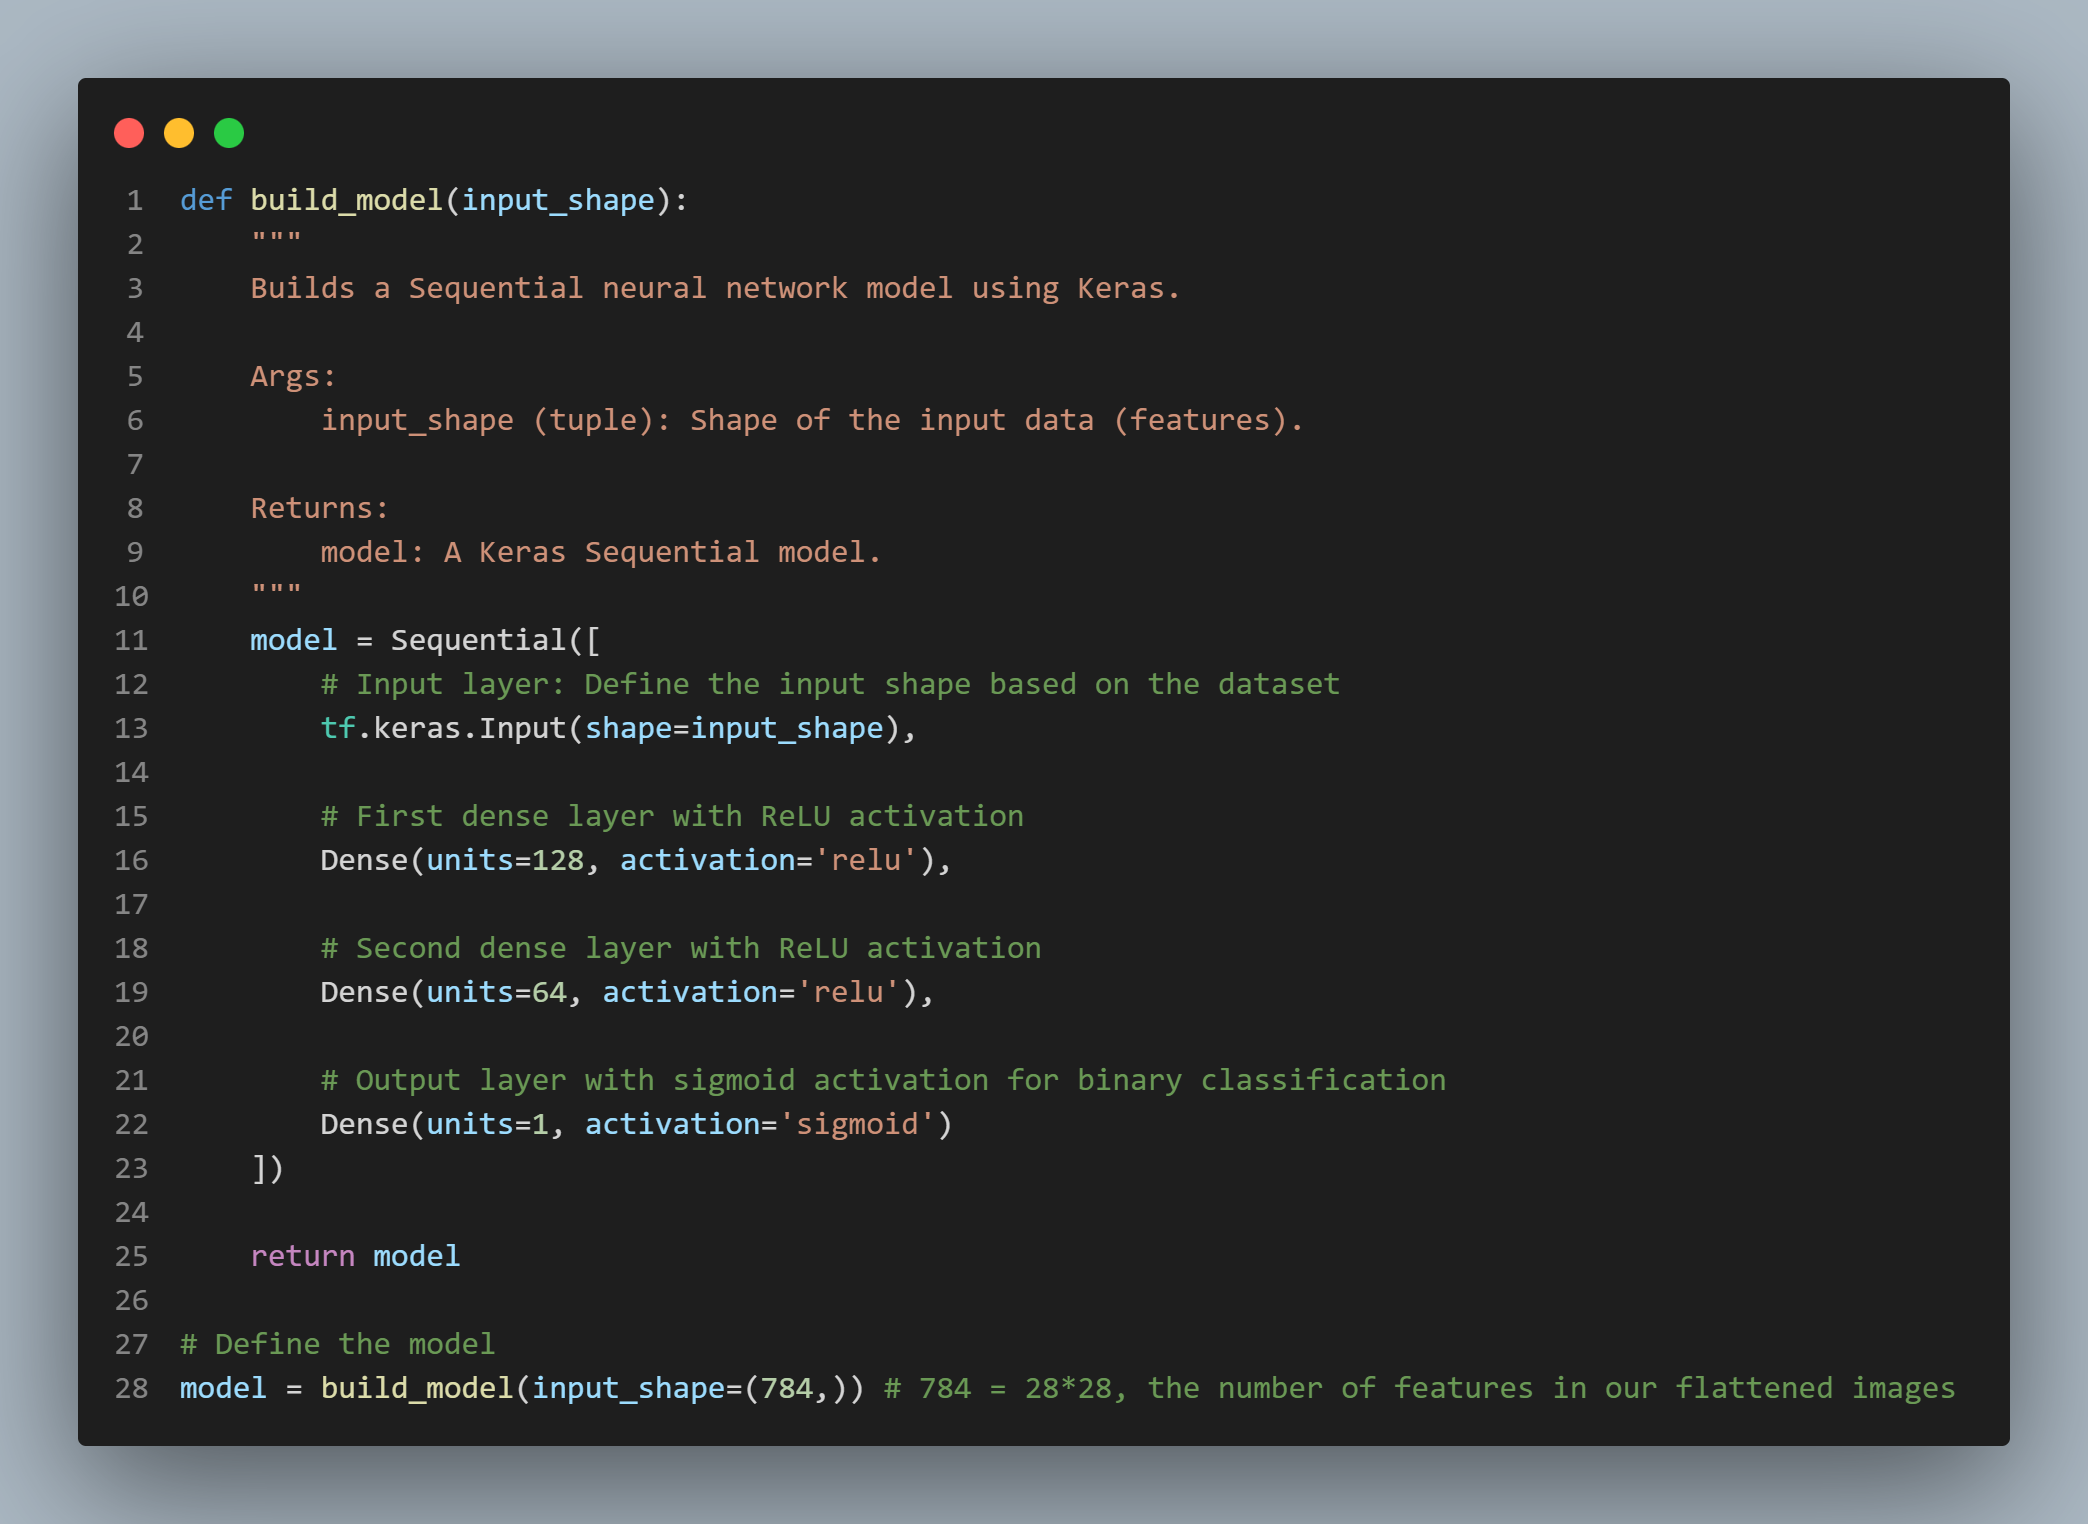 1 def build_model(input_shape):
2     """
3     Builds a Sequential neural network model using Keras.
4
5     Args:
6         input_shape (tuple): Shape of the input data (features).
7
8     Returns:
9         model: A Keras Sequential model.
10     """
11     model = Sequential([
12         # Input layer: Define the input shape based on the dataset
13         tf.keras.Input(shape=input_shape),
14
15         # First dense layer with ReLU activation
16         Dense(units=128, activation='relu'),
17
18         # Second dense layer with ReLU activation
19         Dense(units=64, activation='relu'),
20
21         # Output layer with sigmoid activation for binary classification
22         Dense(units=1, activation='sigmoid')
23     ])
24
25     return model
26
27 # Define the model
28 model = build_model(input_shape=(784,)) # 784 = 28*28, the number of features in our flattened images